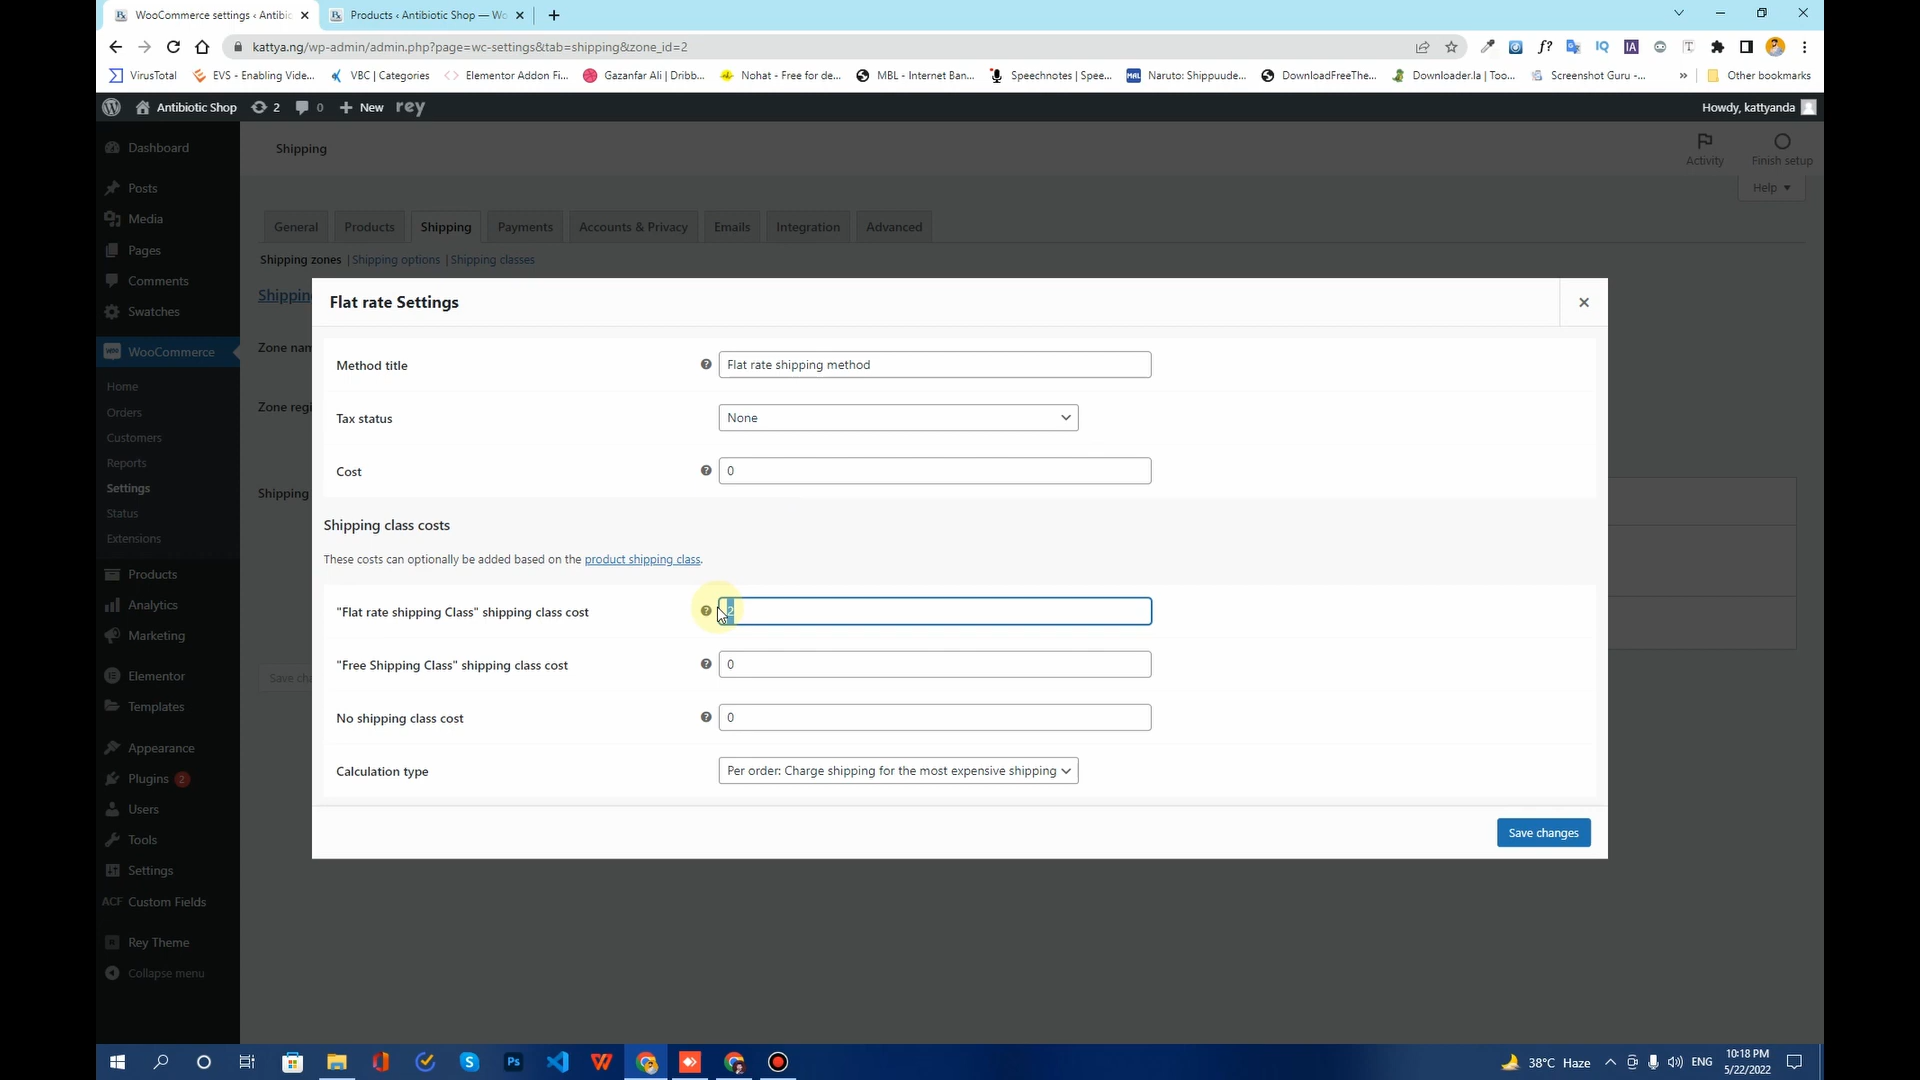 WooCommerce settings ‹ Antibio
Products ‹ Antibiotic Shop — Wo
kattya.ng/wp-admin/admin.php?page=wc-settings&tab=shipping&zone_id=2
VirusTotal
EVS - Enabling Vide...
VBC | Categories
Elementor Addon Fi...
Gazanfar Ali | Dribb...
Nohat - Free for de...
MBL - Internet Ban...
Speechnotes | Spee...
Naruto: Shippuude...
DownloadFreeThe...
Downloader.la | Too...
Screenshot Guru -...
»
Other bookmarks
Antibiotic Shop
2
0
New
rey
Howdy, kattyanda
Dashboard
Posts
Media
Pages
Comments
Swatches
WooCommerce
Home
Orders
Customers
Reports
Settings
Status
Extensions
Products
Analytics
Marketing
Elementor
Templates
Appearance
Plugins 2
Users
Tools
Settings
ACF Custom Fields
Rey Theme
Collapse menu
Shipping
Activity
Finish setup
Help
General
Products
Shipping
Payments
Accounts & Privacy
Emails
Integration
Advanced
Shipping zones | Shipping options | Shipping classes
Shippin
Zone nam
Zone regi
Shipping
Save cha
Flat rate Settings
Method title
Flat rate shipping method
Tax status
None
Cost
0
Shipping class costs
These costs can optionally be added based on the product shipping class.
"Flat rate shipping Class" shipping class cost
2
"Free Shipping Class" shipping class cost
0
No shipping class cost
0
Calculation type
Per order: Charge shipping for the most expensive shipping
Save changes
38°C Haze
ENG
10:18 PM
5/22/2022